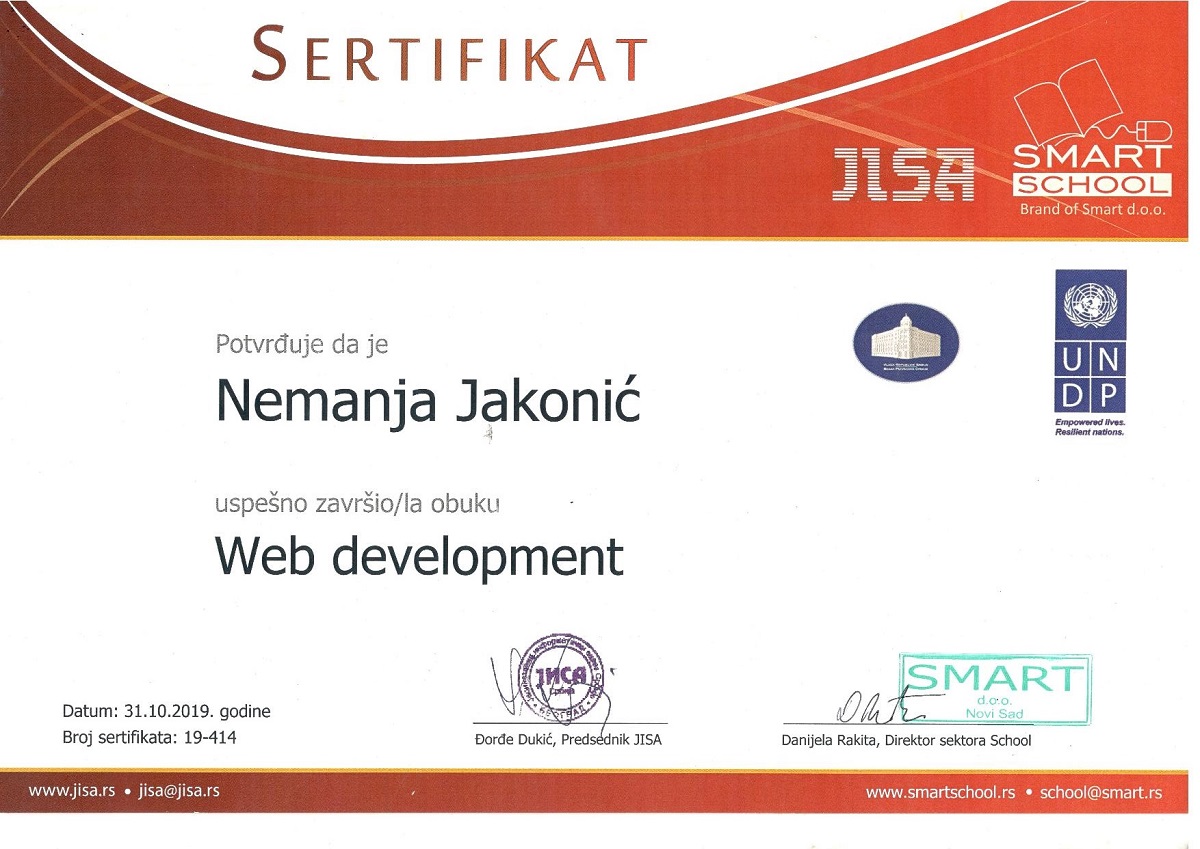 SERTIFIKAT
JISA
SMART
SCHOOL
Brand of Smart d.o.o.
Potvrđuje da je
Nemanja Jakonić
UN
DP
Empowered lives.
Resilient nations.
uspešno završio/la obuku
Web development
ЈИСА
Србија
БЕОГРАД
SMART
d.o.o.
Novi Sad
Datum: 31.10.2019. godine
Broj sertifikata: 19-414
Đorđe Dukić, Predsednik JISA
Danijela Rakita, Direktor sektora School
www.jisa.rs • jisa@jisa.rs
www.smartschool.rs • school@smart.rs